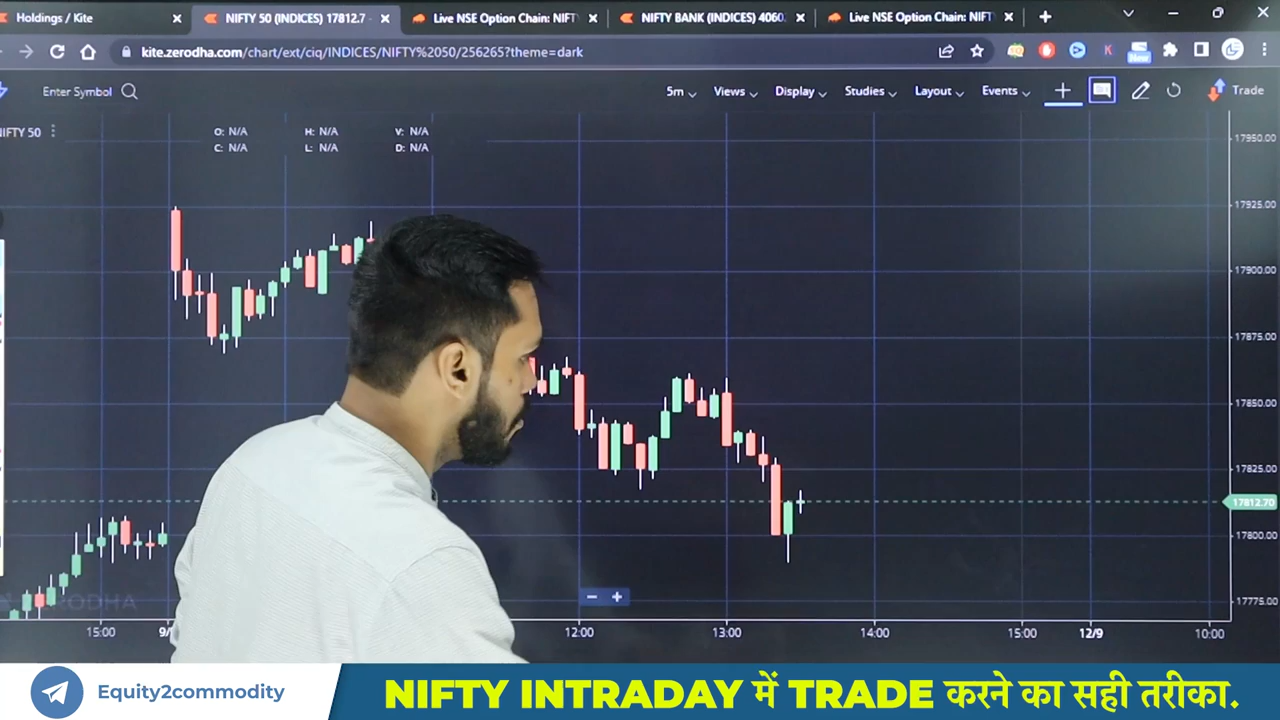 Holdings / Kite
NIFTY 50 (INDICES) 17812.7
Live NSE Option Chain: NIFT
NIFTY BANK (INDICES) 4060
Live NSE Option Chain: NIFT
kite.zerodha.com/chart/ext/ciq/INDICES/NIFTY%2050/256265?theme=dark
New
Enter Symbol
5m
Views
Display
Studies
Layout
Events
Trade
NIFTY 50
O: N/A H: N/A V: N/A
C: N/A L: N/A D: N/A
17950.00
17925.00
17900.00
17875.00
17850.00
17825.00
17812.70
17800.00
17775.00
ZERODHA
15:00 9/ 12:00 13:00 14:00 15:00 12/9 10:00
Equity2commodity
NIFTY INTRADAY में TRADE करने का सही तरीका.